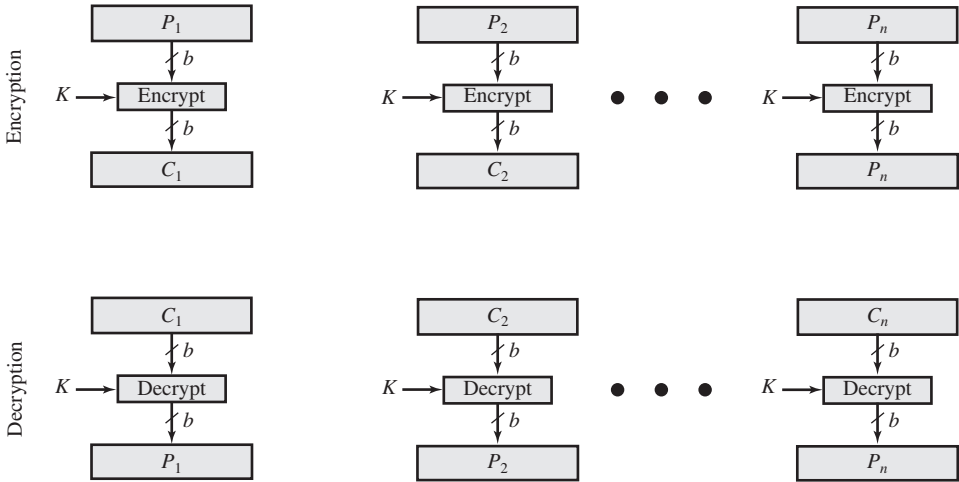 Encryption
P₁ P₂ Pₙ
b b b
K Encrypt K Encrypt K Encrypt
b b b
C₁ C₂ Pₙ
Decryption
C₁ C₂ Cₙ
b b b
K Decrypt K Decrypt K Decrypt
b b b
P₁ P₂ Pₙ